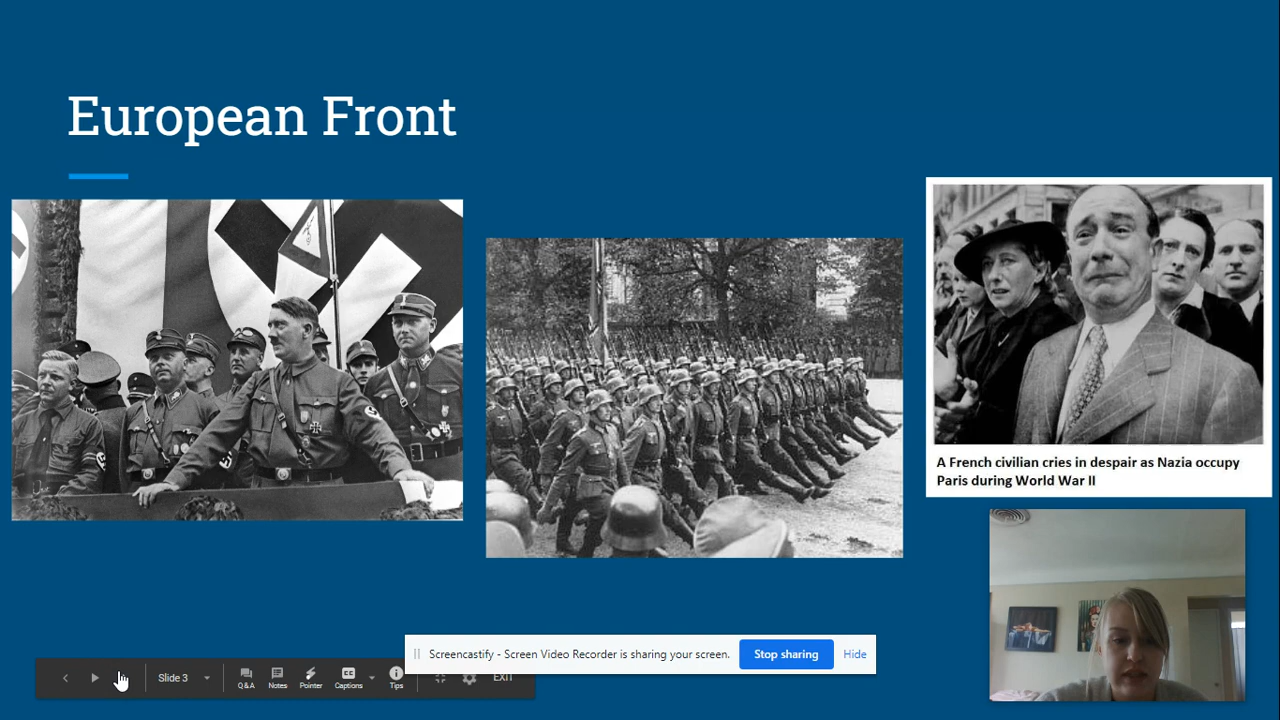 European Front
A French civilian cries in despair as Nazia occupy
Paris during World War II
Screencastify - Screen Video Recorder is sharing your screen.
Stop sharing
Hide
Slide 3
Q&A
Notes
Pointer
CC
Captions
Tips
EXIT